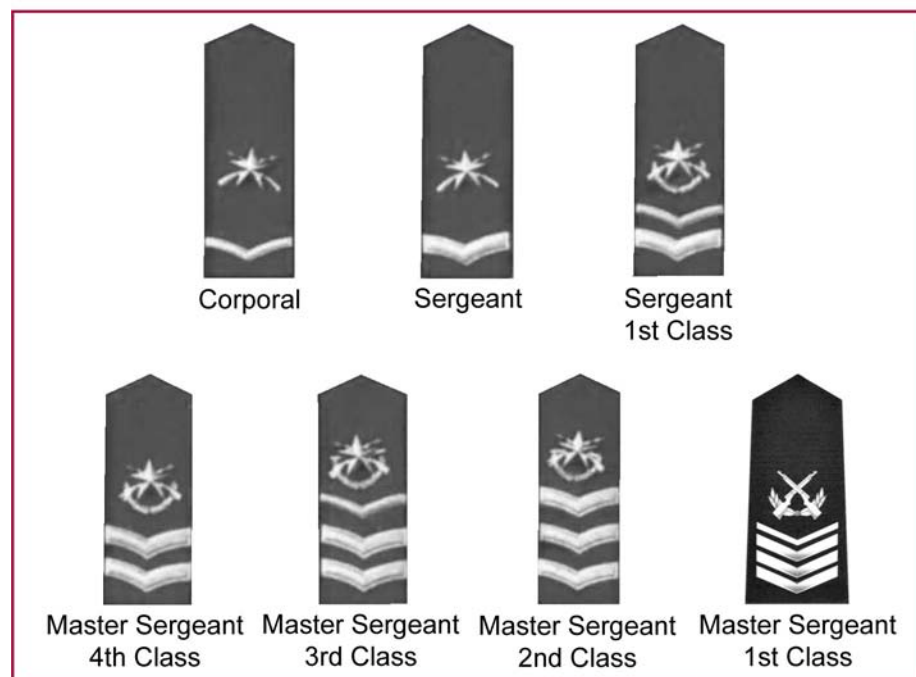 Corporal
Sergeant
Sergeant
1st Class
Master Sergeant
4th Class
Master Sergeant
3rd Class
Master Sergeant
2nd Class
Master Sergeant
1st Class